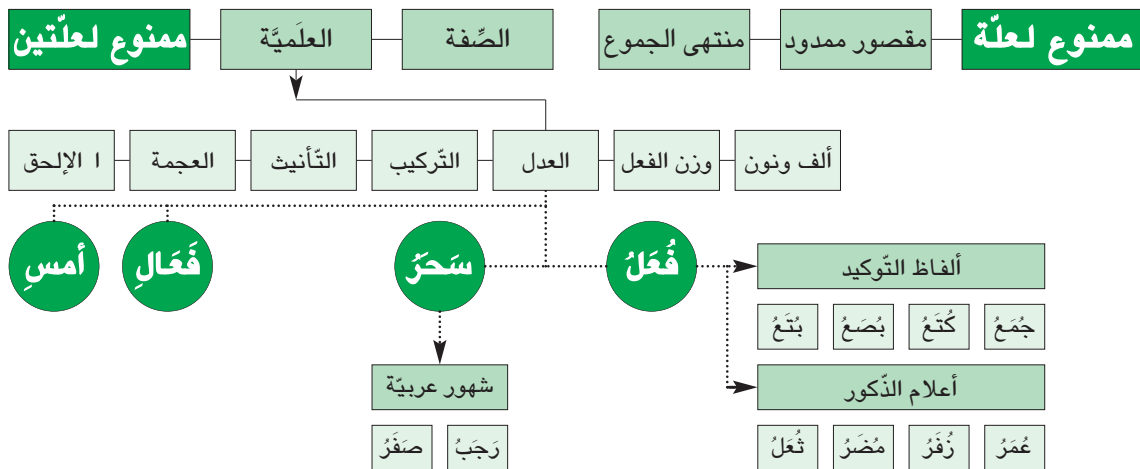 ممنوع لعلّة
مقصور ممدود
منتهى الجموع
الصِّفة
العلَميَّة
ممنوع لعلّتين
ألف ونون
وزن الفعل
العدل
التّركيب
التّأنيث
العجمة
ا الإلحق
فُعَلُ
سَحَرُ
فَعَالِ
أمسِ
ألفاظ التّوكيد
جُمَعُ
كُتَعُ
بُصَعُ
بُتَعُ
شهور عربيّة
أعلام الذّكور
رَجَبُ
صفَرُ
عُمَرُ
زُفَرُ
مُضَرُ
ثُعَلُ